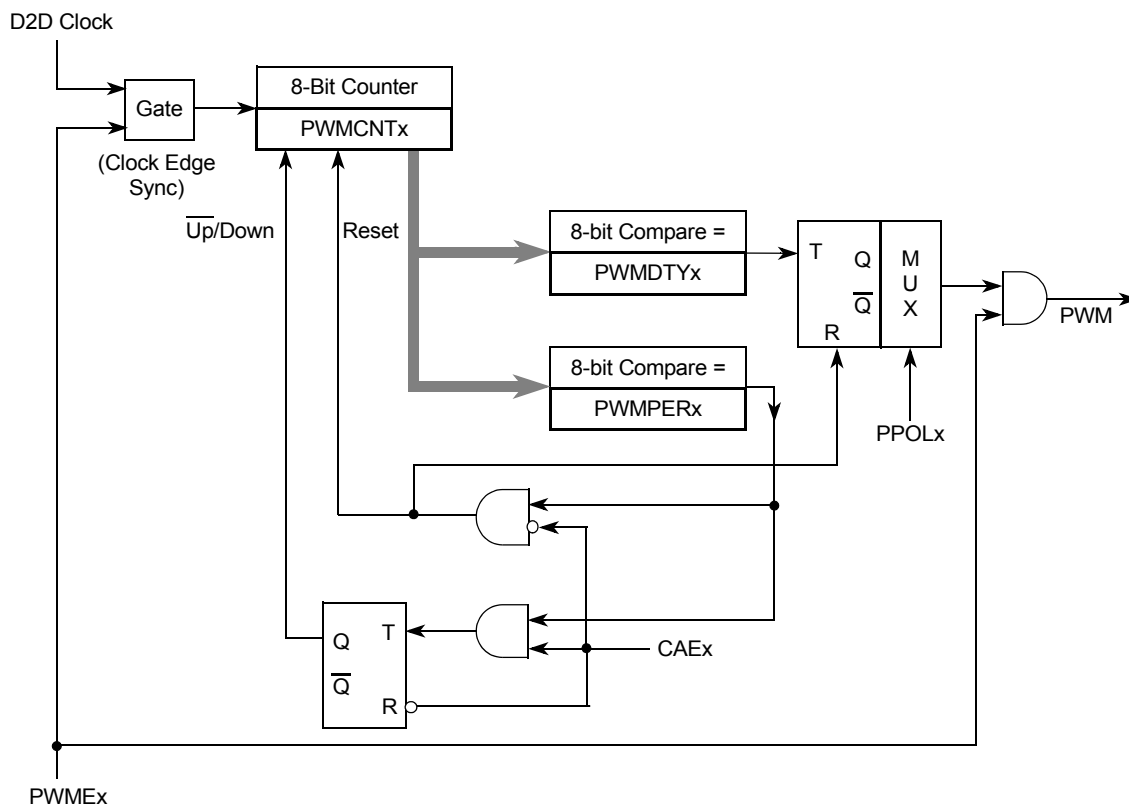 D2D Clock
Gate
(Clock Edge
Sync)
8-Bit Counter
PWMCNTx
U̅p̅/Down
Reset
8-bit Compare =
PWMDTYx
T
Q
Q̅
R
M
U
X
PWM
8-bit Compare =
PWMPERx
PPOLx
Q
T
Q̅
R
CAEx
PWMEx